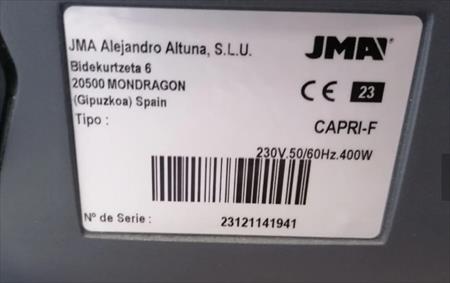 JMA Alejandro Altuna, S.L.U.
JMA
Bidekurtzeta 6
20500 MONDRAGON
(Gipuzkoa) Spain
CE 23
Tipo :
CAPRI-F
230V.50/60Hz.400W
Nº de Serie : 23121141941